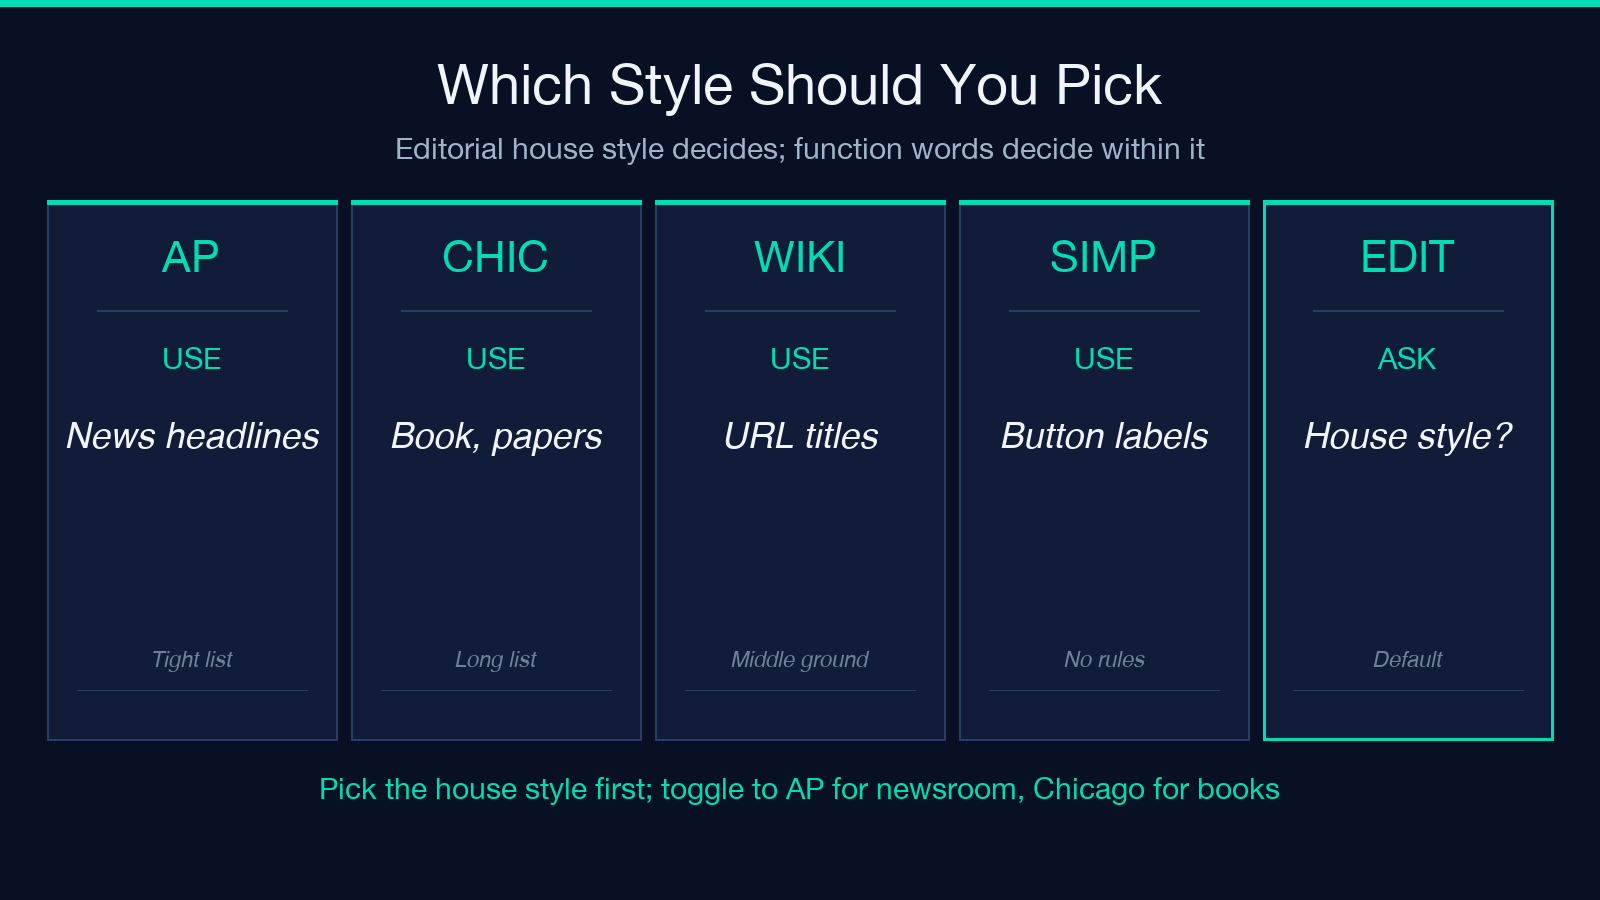 Which Style Should You Pick
Editorial house style decides; function words decide within it
AP
USE
News headlines
Tight list
CHIC
USE
Book, papers
Long list
WIKI
USE
URL titles
Middle ground
SIMP
USE
Button labels
No rules
EDIT
ASK
House style?
Default
Pick the house style first; toggle to AP for newsroom, Chicago for books